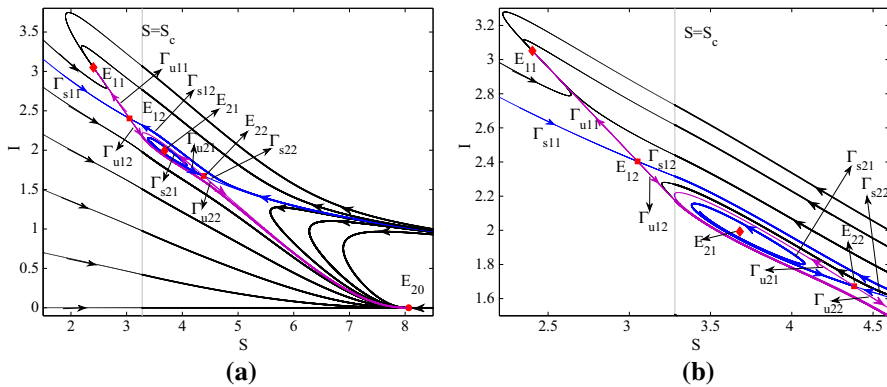 S=S_c
I
3.5
3
2.5
2
1.5
1
0.5
0
2
3
4
5
6
7
8
S
E_11
Γ_u11
Γ_s12
E_21
Γ_s11
E_12
Γ_u21
E_22
Γ_s22
Γ_u12
Γ_s21
Γ_u22
E_20
(a)
S=S_c
I
3.2
3
2.8
2.6
2.4
2.2
2
1.8
1.6
2.5
3
3.5
4
4.5
S
E_11
Γ_u11
Γ_s11
Γ_s12
E_12
Γ_u12
Γ_s21
Γ_s22
E_22
E_21
Γ_u21
Γ_u22
(b)